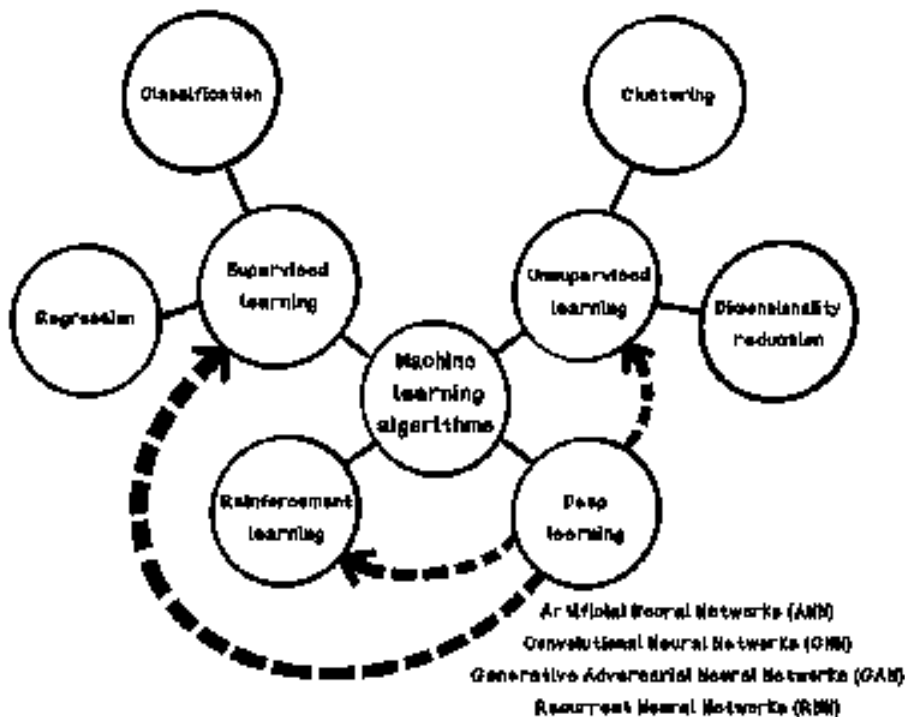 Classification
Clustering
Supervised
learning
Unsupervised
learning
Regression
Dimensionality
reduction
Machine
learning
algorithms
Reinforcement
learning
Deep
learning
Artificial Neural Networks (ANN)
Convolutional Neural Networks (CNN)
Generative Adversarial Neural Networks (GAN)
Recurrent Neural Networks (RNN)